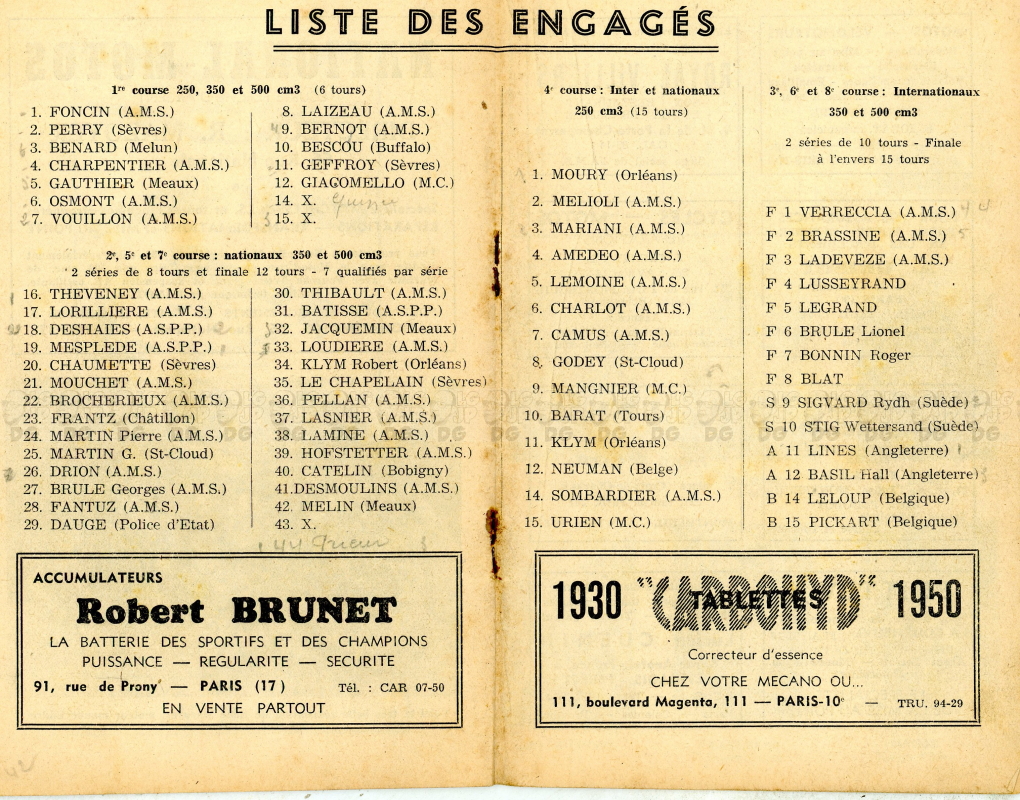 LISTE DES ENGAGÉS
1re course 250, 350 et 500 cm3 (6 tours)
1. FONCIN (A.M.S.)
2. PERRY (Sèvres)
3. BENARD (Melun)
4. CHARPENTIER (A.M.S.)
5. GAUTHIER (Meaux)
6. OSMONT (A.M.S.)
7. VOUILLON (A.M.S.)
8. LAIZEAU (A.M.S.)
9. BERNOT (A.M.S.)
10. BESCOU (Buffalo)
11. GEFFROY (Sèvres)
12. GIACOMELLO (M.C.)
14. X.
15. X.
2e, 5e et 7e course : nationaux 350 et 500 cm3
2 séries de 8 tours et finale 12 tours - 7 qualifiés par série
16. THEVENEY (A.M.S.)
17. LORILLIERE (A.M.S.)
18. DESHAIES (A.S.P.P.)
19. MESPLEDE (A.S.P.P.)
20. CHAUMETTE (Sèvres)
21. MOUCHET (A.M.S.)
22. BROCHERIEUX (A.M.S.)
23. FRANTZ (Châtillon)
24. MARTIN Pierre (A.M.S.)
25. MARTIN G. (St-Cloud)
26. DRION (A.M.S.)
27. BRULE Georges (A.M.S.)
28. FANTUZ (A.M.S.)
29. DAUGE (Police d'Etat)
30. THIBAULT (A.M.S.)
31. BATISSE (A.S.P.P.)
32. JACQUEMIN (Meaux)
33. LOUDIERE (A.M.S.)
34. KLYM Robert (Orléans)
35. LE CHAPELAIN (Sèvres)
36. PELLAN (A.M.S.)
37. LASNIER (A.M.S.)
38. LAMINE (A.M.S.)
39. HOFSTETTER (A.M.S.)
40. CATELIN (Bobigny)
41.DESMOULINS (A.M.S.)
42. MELIN (Meaux)
43. X.
ACCUMULATEURS
Robert BRUNET
LA BATTERIE DES SPORTIFS ET DES CHAMPIONS
PUISSANCE — REGULARITE — SECURITE
91, rue de Prony — PARIS (17) Tél. : CAR 07-50
EN VENTE PARTOUT
4e course : Inter et nationaux
250 cm3 (15 tours)
1. MOURY (Orléans)
2. MELIOLI (A.M.S.)
3. MARIANI (A.M.S.)
4. AMEDEO (A.M.S.)
5. LEMOINE (A.M.S.)
6. CHARLOT (A.M.S.)
7. CAMUS (A.M.S.)
8. GODEY (St-Cloud)
9. MANGNIER (M.C.)
10. BARAT (Tours)
11. KLYM (Orléans)
12. NEUMAN (Belge)
14. SOMBARDIER (A.M.S.)
15. URIEN (M.C.)
3e, 6e et 8e course : Internationaux
350 et 500 cm3
2 séries de 10 tours - Finale
à l'envers 15 tours
F 1 VERRECCIA (A.M.S.)
F 2 BRASSINE (A.M.S.)
F 3 LADEVEZE (A.M.S.)
F 4 LUSSEYRAND
F 5 LEGRAND
F 6 BRULE Lionel
F 7 BONNIN Roger
F 8 BLAT
S 9 SIGVARD Rydh (Suède)
S 10 STIG Wettersand (Suède)
A 11 LINES (Angleterre)
A 12 BASIL Hall (Angleterre)
B 14 LELOUP (Belgique)
B 15 PICKART (Belgique)
1930 "CARBOHYD" 1950
TABLETTES
Correcteur d'essence
CHEZ VOTRE MECANO OU...
111, boulevard Magenta, 111 — PARIS-10e — TRU. 94-29